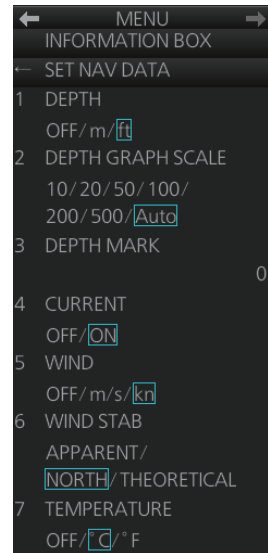 ← MENU →
INFORMATION BOX
← SET NAV DATA
1 DEPTH
OFF/m/ft
2 DEPTH GRAPH SCALE
10/20/50/100/
200/500/Auto
3 DEPTH MARK
0
4 CURRENT
OFF/ON
5 WIND
OFF/m/s/kn
6 WIND STAB
APPARENT/
NORTH/THEORETICAL
7 TEMPERATURE
OFF/°C/°F